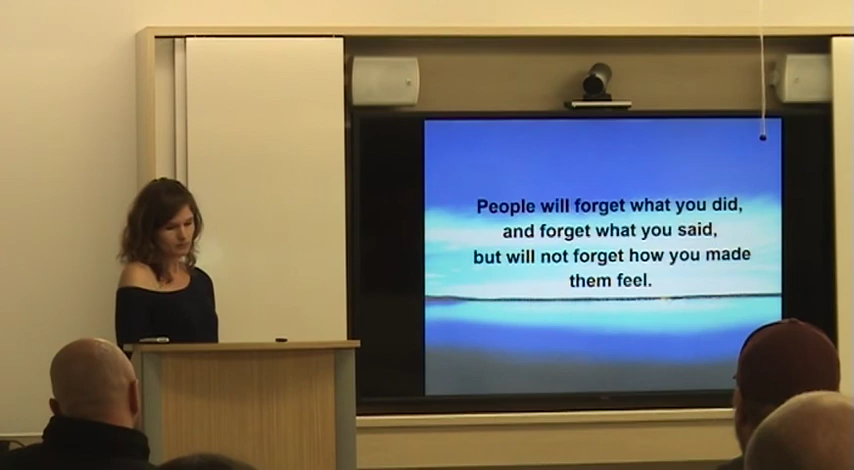 People will forget what you did,
and forget what you said,
but will not forget how you made
them feel.